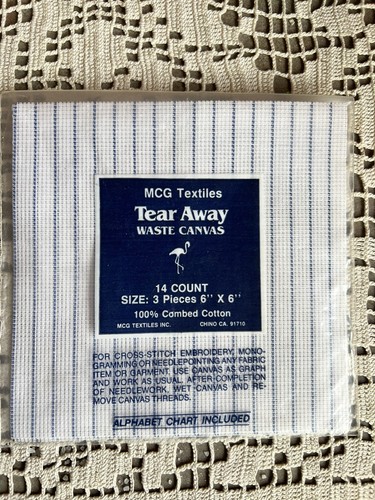 MCG Textiles
Tear Away
WASTE CANVAS
14 COUNT
SIZE: 3 Pieces 6" X 6"
100% Combed Cotton
MCG TEXTILES INC. CHINO CA. 91710
FOR CROSS-STITCH EMBROIDERY, MONO-
GRAMMING OR NEEDLEPOINTING ANY FABRIC
ITEM OR GARMENT. USE CANVAS AS GRAPH
AND WORK AS USUAL. AFTER COMPLETION
OF NEEDLEWORK, WET CANVAS AND RE-
MOVE CANVAS THREADS.
ALPHABET CHART INCLUDED